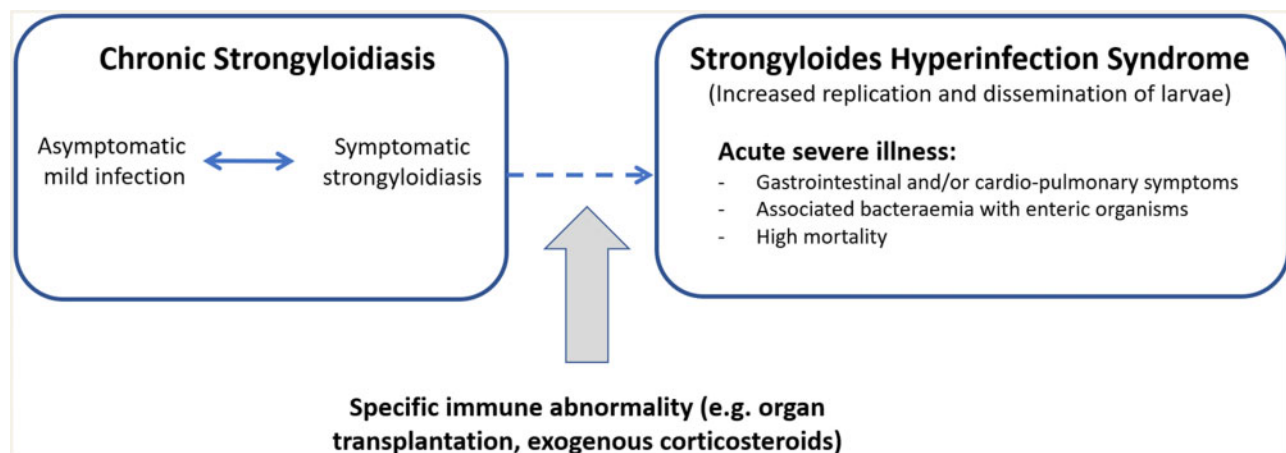 Chronic Strongyloidiasis
Asymptomatic
mild infection
Symptomatic
strongyloidiasis
Strongyloides Hyperinfection Syndrome
(Increased replication and dissemination of larvae)
Acute severe illness:
- Gastrointestinal and/or cardio-pulmonary symptoms
- Associated bacteraemia with enteric organisms
- High mortality
Specific immune abnormality (e.g. organ
transplantation, exogenous corticosteroids)